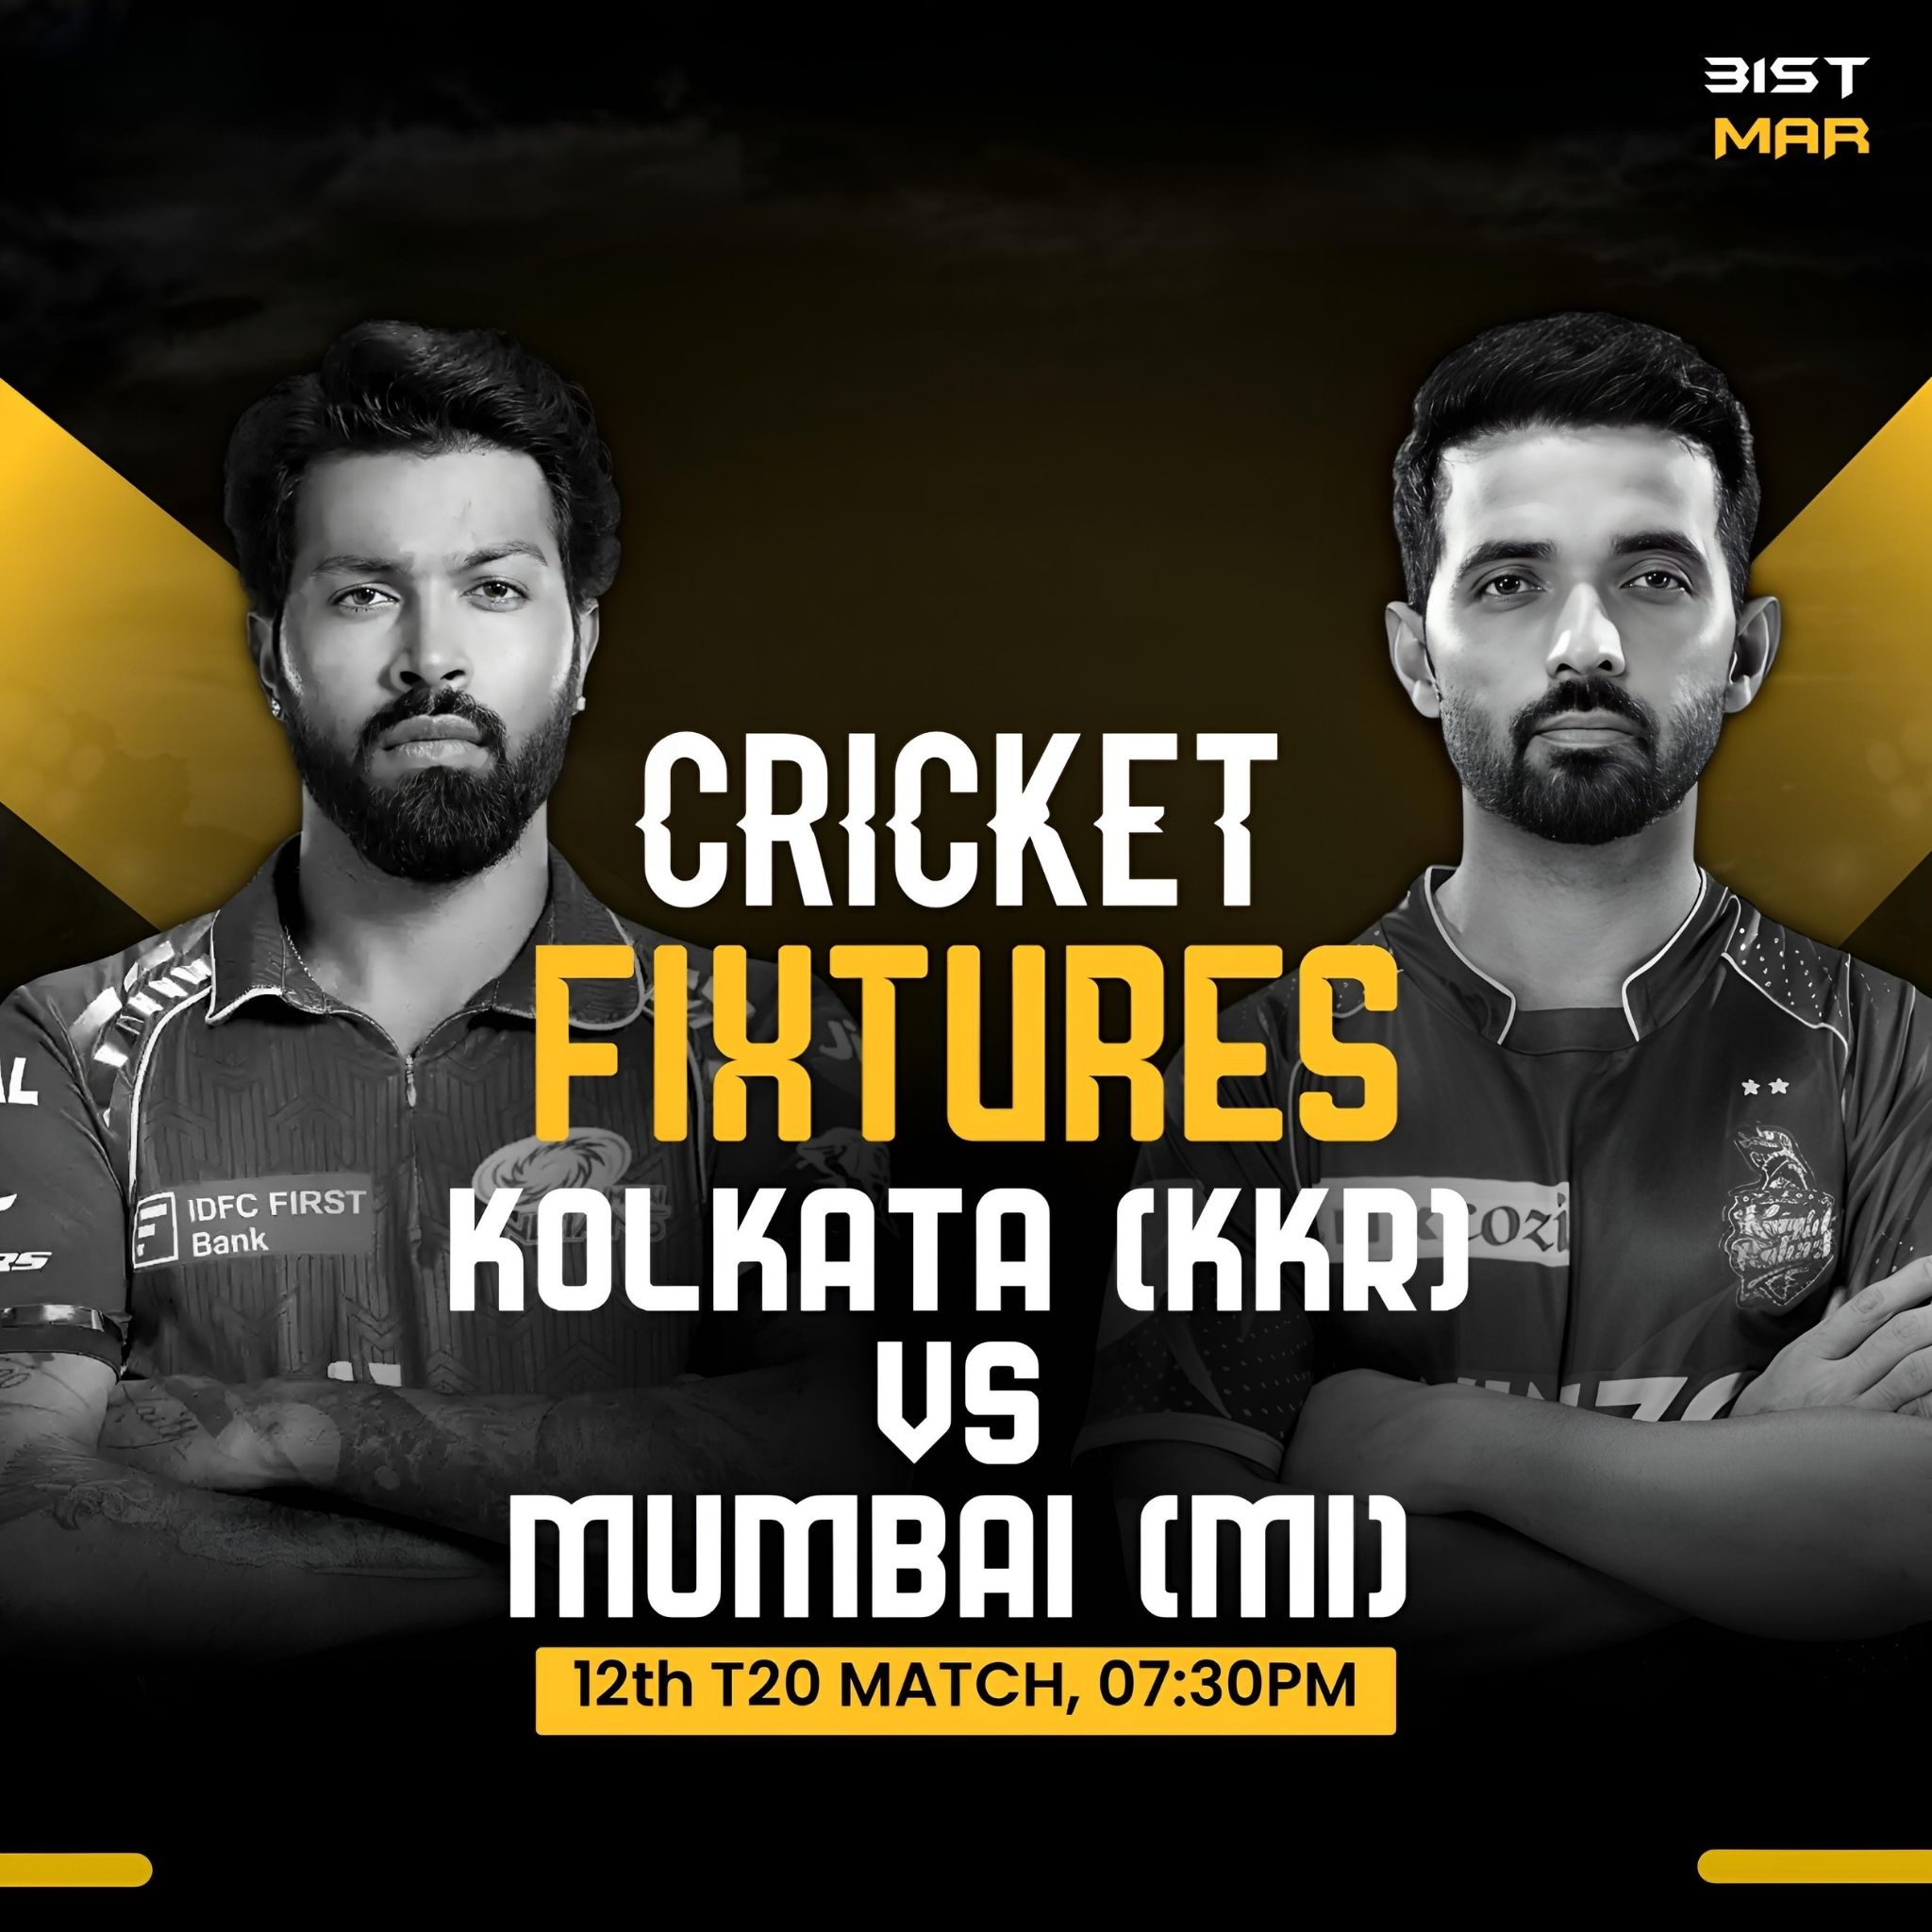 31ST
MAR
CRICKET
FIXTURES
IDFC FIRST
Bank
KOLKATA (KKR)
VS
MUMBAI (MI)
12th T20 MATCH, 07:30PM